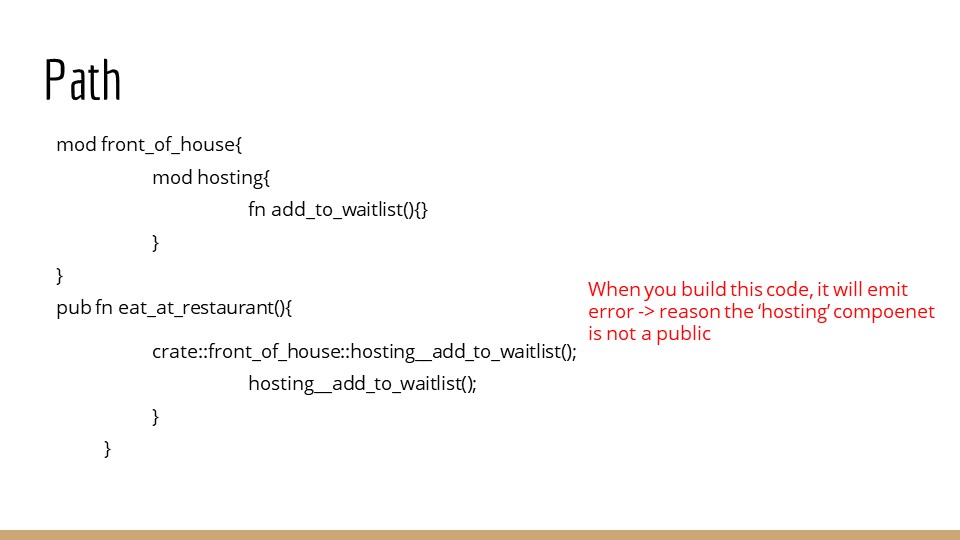 Path
mod front_of_house{
mod hosting{
fn add_to_waitlist(){}
}
}
pub fn eat_at_restaurant(){
When you build this code, it will emit
error -> reason the ‘hosting’ compoenet
is not a public
crate::front_of_house::hosting__add_to_waitlist();
hosting__add_to_waitlist();
}
}